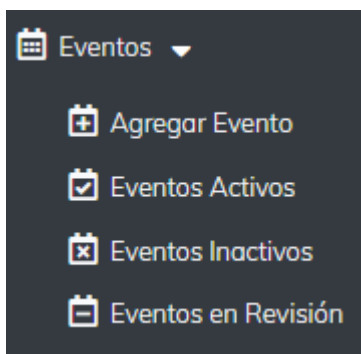 Eventos
Agregar Evento
Eventos Activos
Eventos Inactivos
Eventos en Revisión